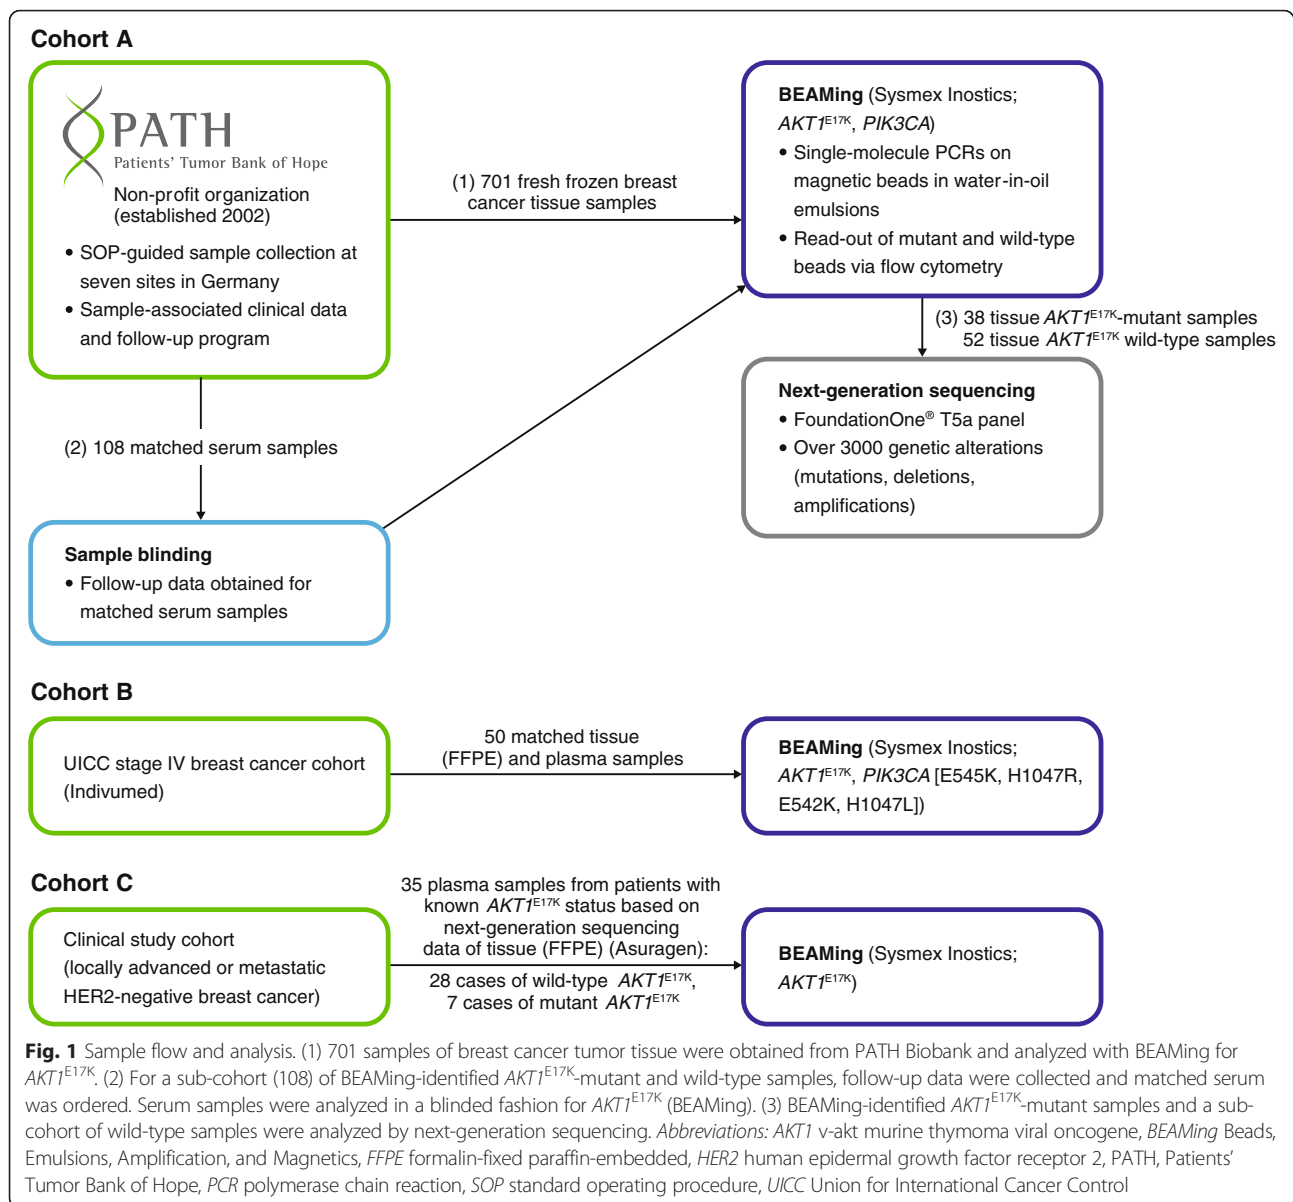 Cohort A
PATH
Patients' Tumor Bank of Hope
Non-profit organization
(established 2002)
• SOP-guided sample collection at
seven sites in Germany
• Sample-associated clinical data
and follow-up program
(1) 701 fresh frozen breast
cancer tissue samples
BEAMing (Sysmex Inostics;
AKT1E17K, PIK3CA)
• Single-molecule PCRs on
magnetic beads in water-in-oil
emulsions
• Read-out of mutant and wild-type
beads via flow cytometry
(3) 38 tissue AKT1E17K-mutant samples
52 tissue AKT1E17K wild-type samples
Next-generation sequencing
• FoundationOne® T5a panel
• Over 3000 genetic alterations
(mutations, deletions,
amplifications)
(2) 108 matched serum samples
Sample blinding
• Follow-up data obtained for
matched serum samples
Cohort B
UICC stage IV breast cancer cohort
(Indivumed)
50 matched tissue
(FFPE) and plasma samples
BEAMing (Sysmex Inostics;
AKT1E17K, PIK3CA [E545K, H1047R,
E542K, H1047L])
Cohort C
Clinical study cohort
(locally advanced or metastatic
HER2-negative breast cancer)
35 plasma samples from patients with
known AKT1E17K status based on
next-generation sequencing
data of tissue (FFPE) (Asuragen):
28 cases of wild-type AKT1E17K,
7 cases of mutant AKT1E17K
BEAMing (Sysmex Inostics;
AKT1E17K)
Fig. 1 Sample flow and analysis. (1) 701 samples of breast cancer tumor tissue were obtained from PATH Biobank and analyzed with BEAMing for
AKT1E17K. (2) For a sub-cohort (108) of BEAMing-identified AKT1E17K-mutant and wild-type samples, follow-up data were collected and matched serum
was ordered. Serum samples were analyzed in a blinded fashion for AKT1E17K (BEAMing). (3) BEAMing-identified AKT1E17K-mutant samples and a sub-
cohort of wild-type samples were analyzed by next-generation sequencing. Abbreviations: AKT1 v-akt murine thymoma viral oncogene, BEAMing Beads,
Emulsions, Amplification, and Magnetics, FFPE formalin-fixed paraffin-embedded, HER2 human epidermal growth factor receptor 2, PATH, Patients'
Tumor Bank of Hope, PCR polymerase chain reaction, SOP standard operating procedure, UICC Union for International Cancer Control